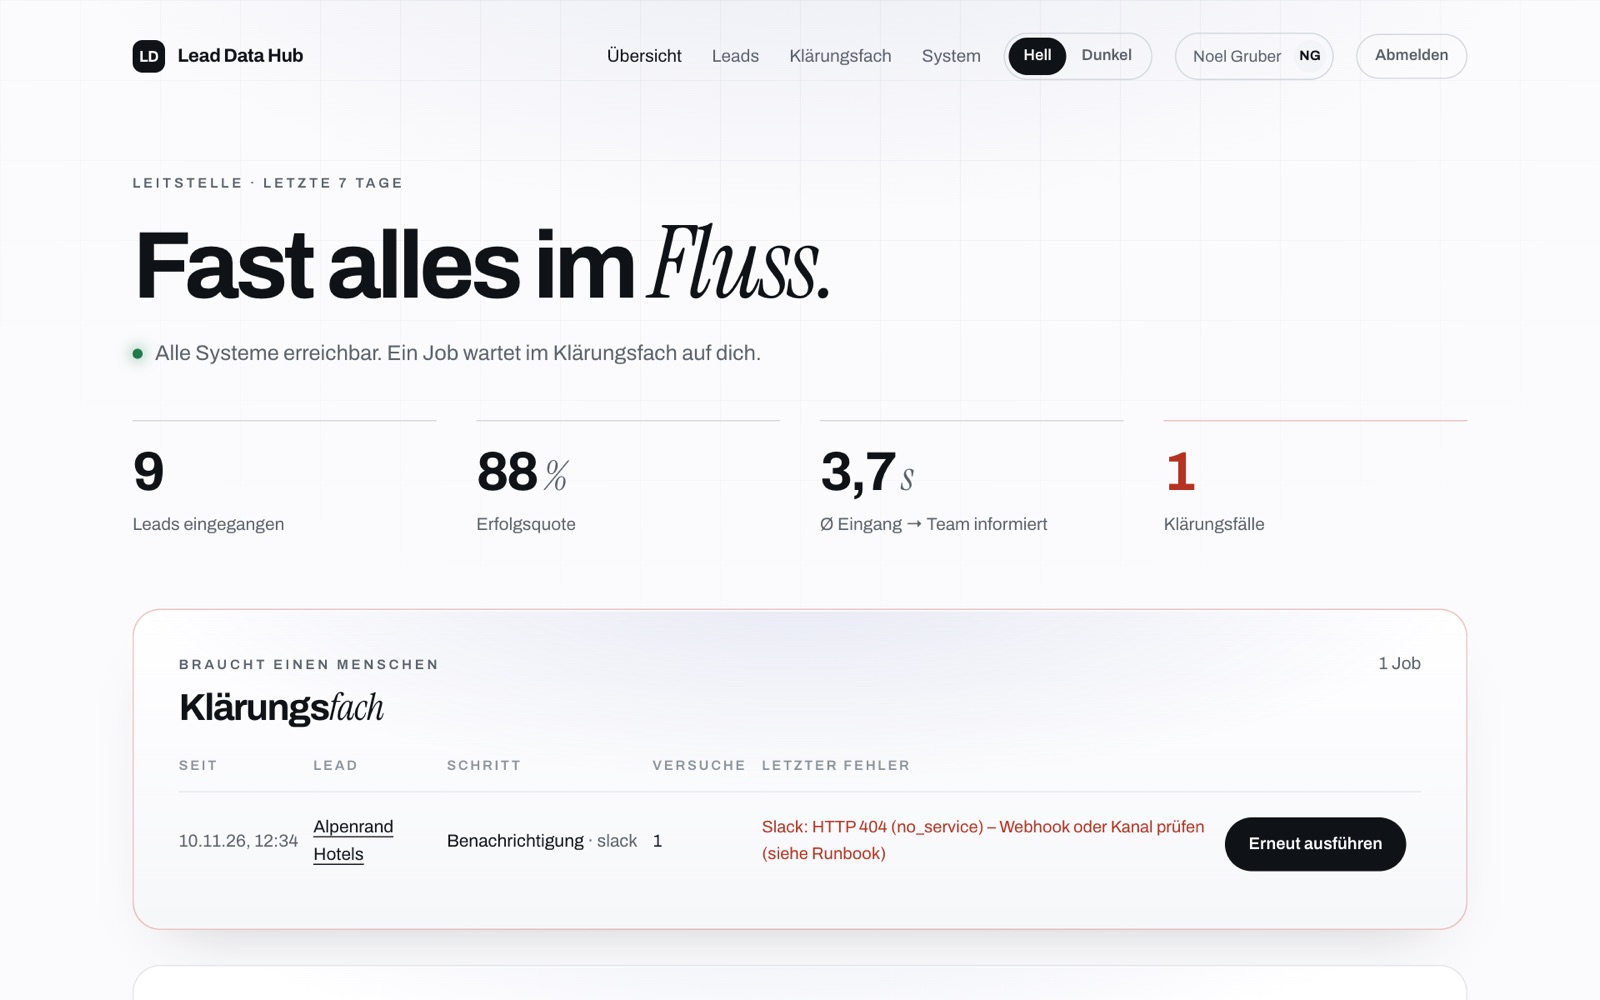 LD Lead Data Hub Übersicht Leads Klärungsfach System Hell Dunkel Noel Gruber NG Abmelden
LEITSTELLE · LETZTE 7 TAGE
Fast alles im Fluss.
Alle Systeme erreichbar. Ein Job wartet im Klärungsfach auf dich.
9 88 % 3,7 s 1
Leads eingegangen Erfolgsquote Ø Eingang → Team informiert Klärungsfälle
BRAUCHT EINEN MENSCHEN 1 Job
Klärungsfach
SEIT LEAD SCHRITT VERSUCHE LETZTER FEHLER
10.11.26, 12:34 Alpenrand Hotels Benachrichtigung · slack 1 Slack: HTTP 404 (no_service) – Webhook oder Kanal prüfen
(siehe Runbook) Erneut ausführen